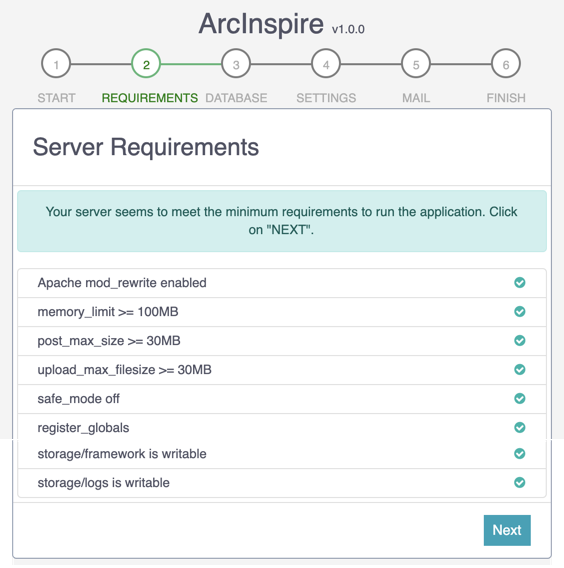 ArcInspire v1.0.0
1 2 3 4 5 6
START REQUIREMENTS DATABASE SETTINGS MAIL FINISH
Server Requirements
Your server seems to meet the minimum requirements to run the application. Click
on "NEXT".
Apache mod_rewrite enabled
memory_limit >= 100MB
post_max_size >= 30MB
upload_max_filesize >= 30MB
safe_mode off
register_globals
storage/framework is writable
storage/logs is writable
Next